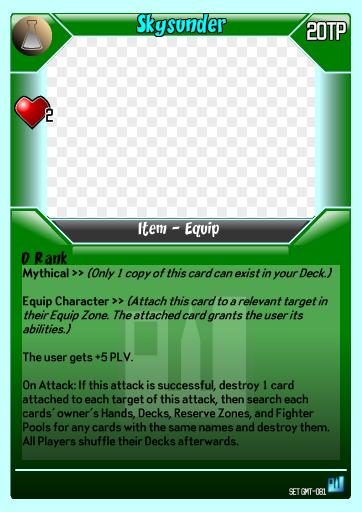 Skysunder
20TP
2
Item - Equip
D Rank
Mythical >> (Only 1 copy of this card can exist in your Deck.)
Equip Character >> (Attach this card to a relevant target in
their Equip Zone. The attached card grants the user its
abilities.)
The user gets +5 PLV.
On Attack: If this attack is successful, destroy 1 card
attached to each target of this attack, then search each
cards' owner's Hands, Decks, Reserve Zones, and Fighter
Pools for any cards with the same names and destroy them.
All Players shuffle their Decks afterwards.
SET GMT-081